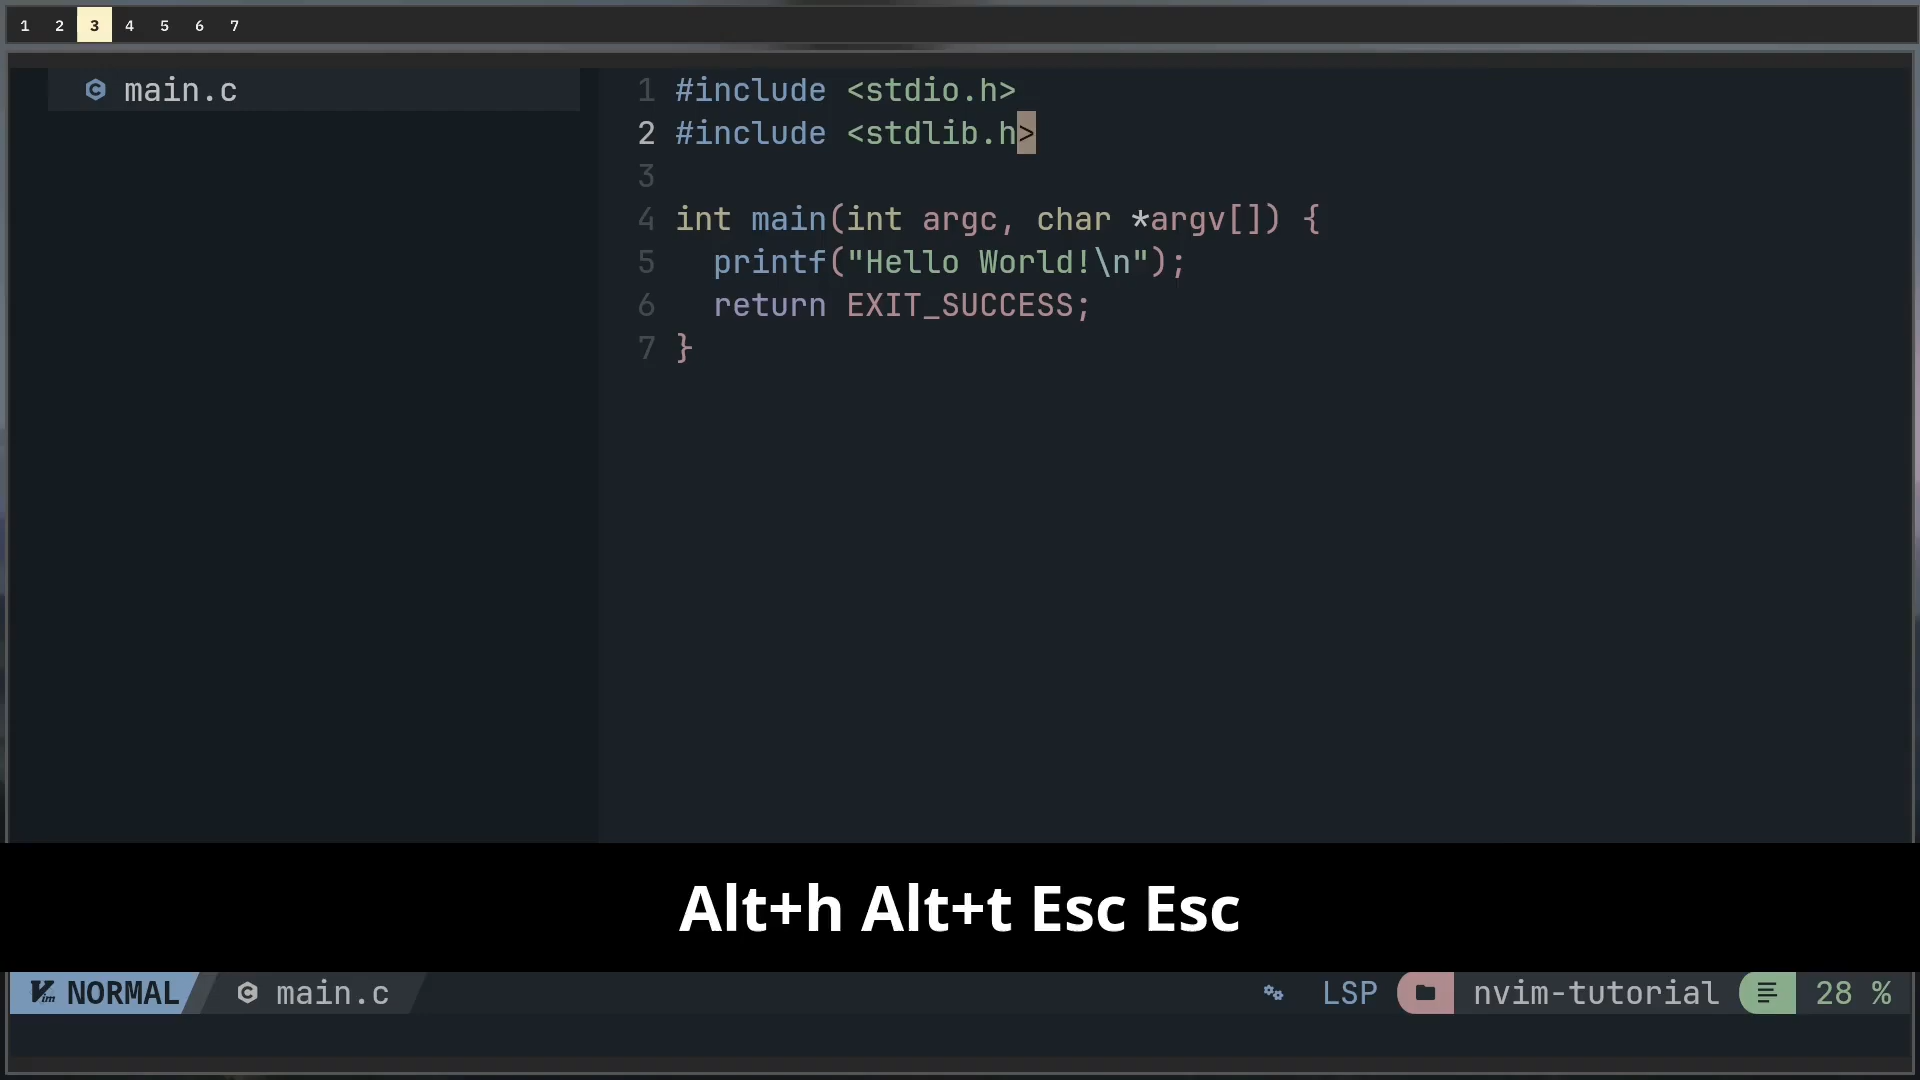 1 2 3 4 5 6 7
main.c
1 #include <stdio.h>
2 #include <stdlib.h>
3
4 int main(int argc, char *argv[]) {
5   printf("Hello World!\n");
6   return EXIT_SUCCESS;
7 }
Alt+h Alt+t Esc Esc
NORMAL main.c LSP nvim-tutorial 28 %